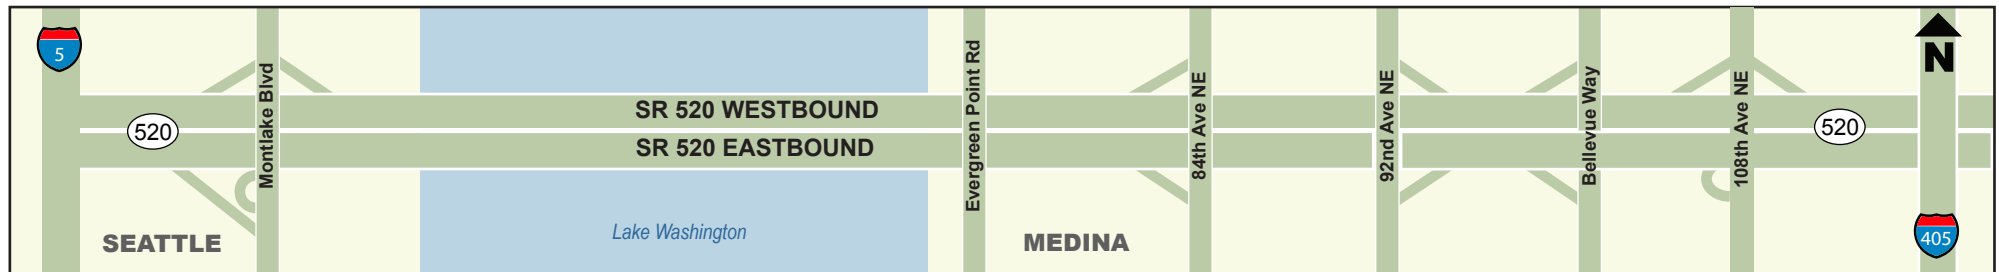 5
520
Montlake Blvd
SEATTLE
SR 520 WESTBOUND
SR 520 EASTBOUND
Lake Washington
Evergreen Point Rd
MEDINA
84th Ave NE
92nd Ave NE
Bellevue Way
108th Ave NE
520
N
405